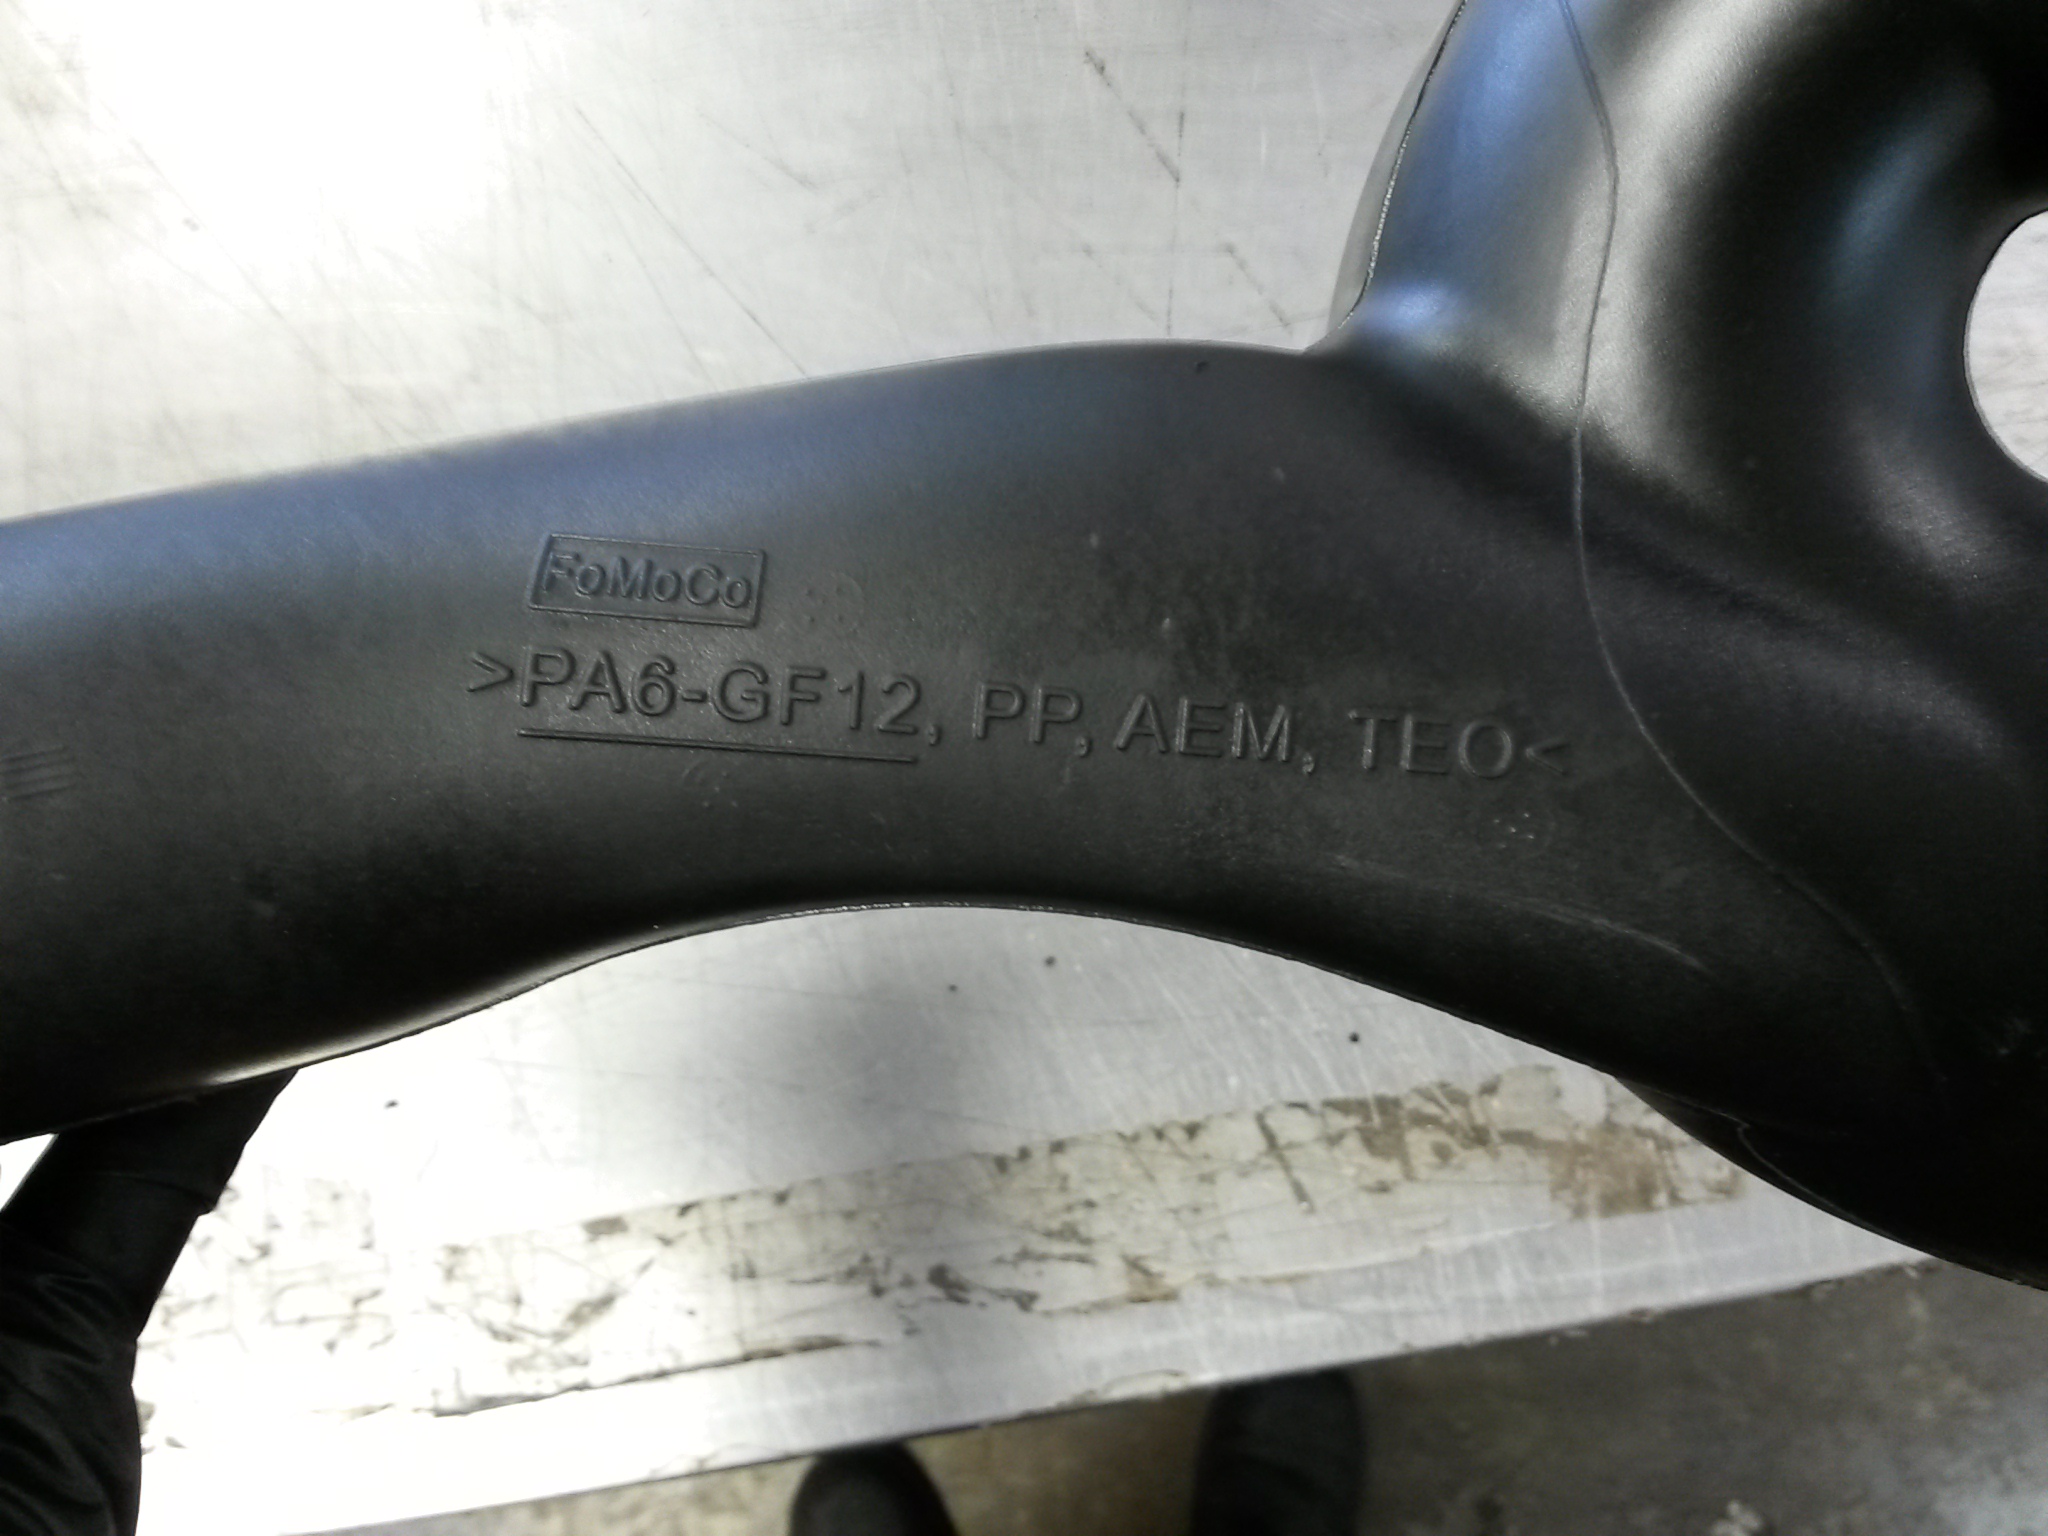 FoMoCo
>PA6-GF12, PP, AEM, TEO<